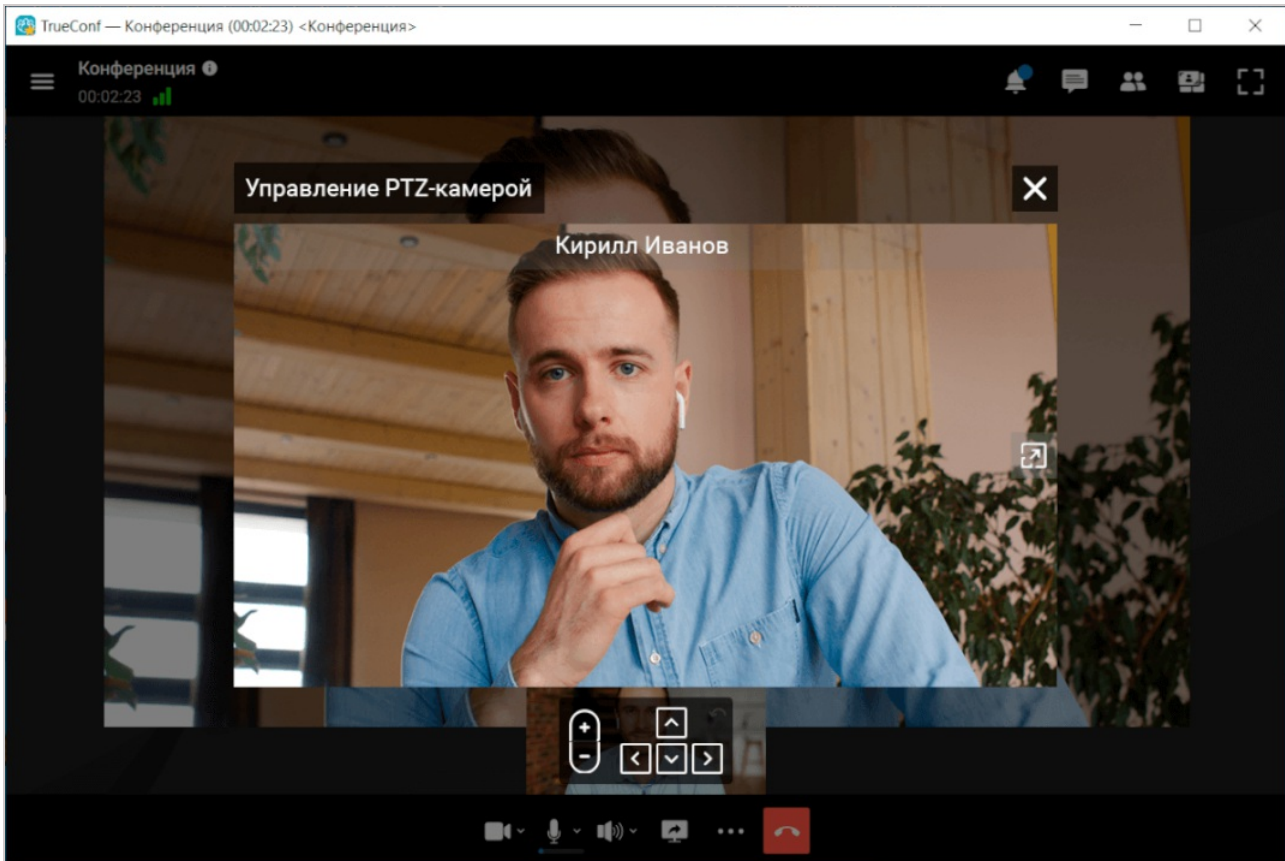 TrueConf — Конференция (00:02:23) <Конференция>
Конференция
00:02:23
Управление PTZ-камерой
Кирилл Иванов